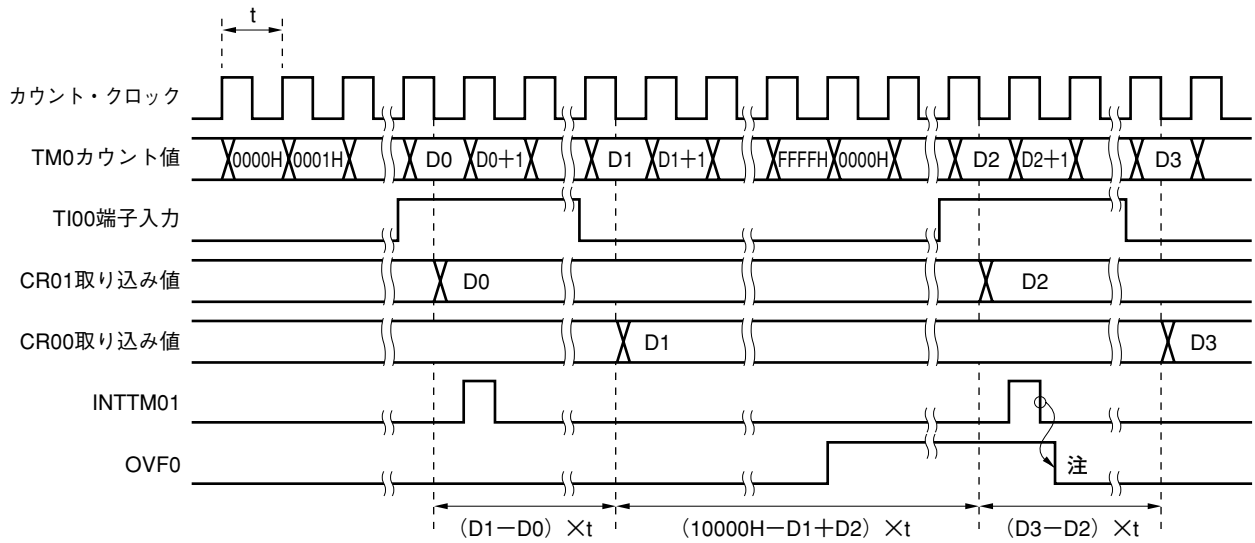 t
カウント・クロック
TM0カウント値 0000H 0001H D0 D0+1 D1 D1+1 FFFFH 0000H D2 D2+1 D3
TI00端子入力
CR01取り込み値 D0 D2
CR00取り込み値 D1 D3
INTTM01
OVF0 注
(D1-D0) ×t (10000H-D1+D2) ×t (D3-D2) ×t